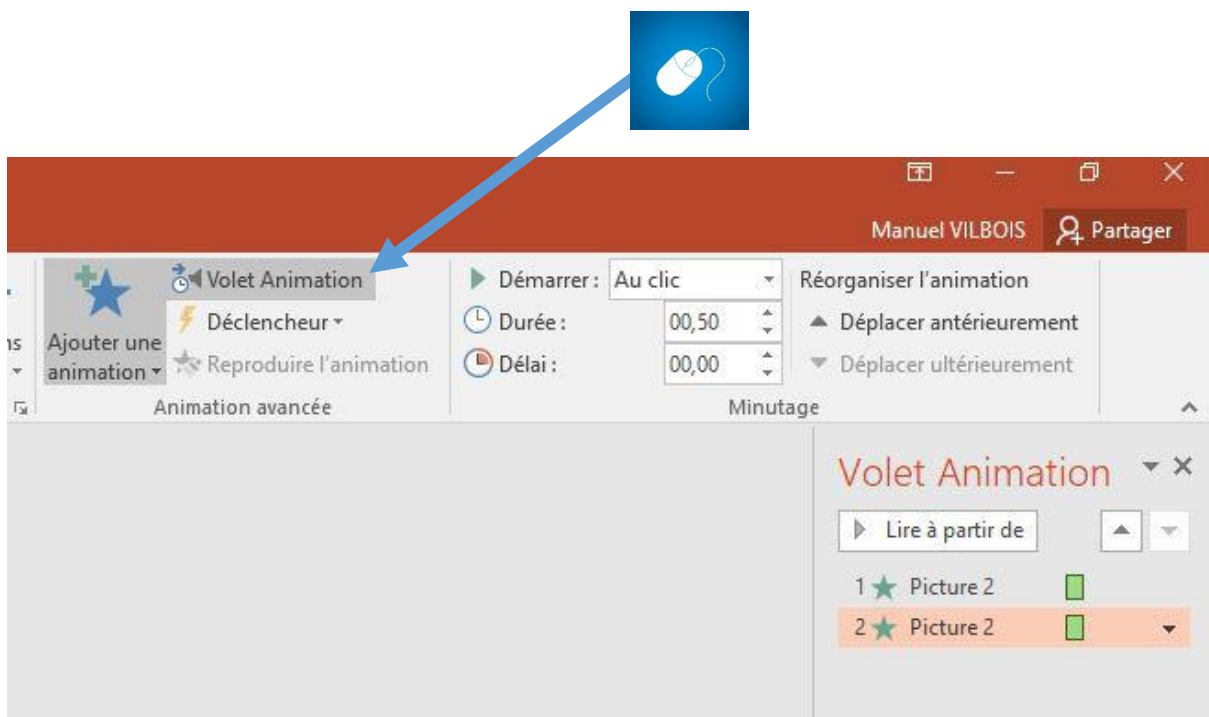 Manuel VILBOIS Partager
Volet Animation Démarrer : Au clic Réorganiser l'animation
Déclencheur Durée : 00,50 Déplacer antérieurement
ns Ajouter une
animation Reproduire l'animation Délai : 00,00 Déplacer ultérieurement
Animation avancée Minutage
Volet Animation
Lire à partir de
1 Picture 2
2 Picture 2